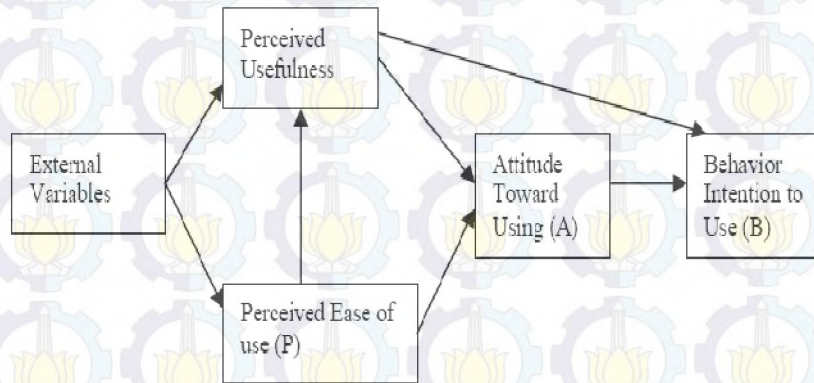 Perceived
Usefulness
External
Variables
Attitude
Toward
Using (A)
Behavior
Intention to
Use (B)
Perceived Ease of
use (P)